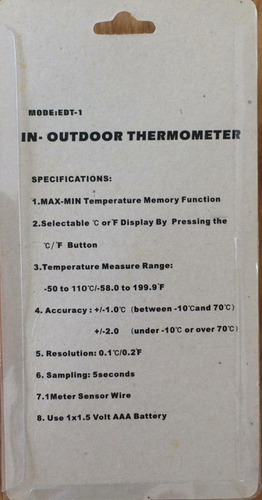 MODE:EDT-1
IN- OUTDOOR THERMOMETER
SPECIFICATIONS:
1.MAX-MIN Temperature Memory Function
2.Selectable ℃ or℉ Display By Pressing the
℃/℉ Button
3.Temperature Measure Range:
-50 to 110℃/-58.0 to 199.9℉
4. Accuracy: +/-1.0℃ (between -10℃and 70℃)
+/-2.0 (under -10℃ or over 70℃)
5. Resolution: 0.1℃/0.2℉
6. Sampling: 5seconds
7.1Meter Sensor Wire
8. Use 1x1.5 Volt AAA Battery